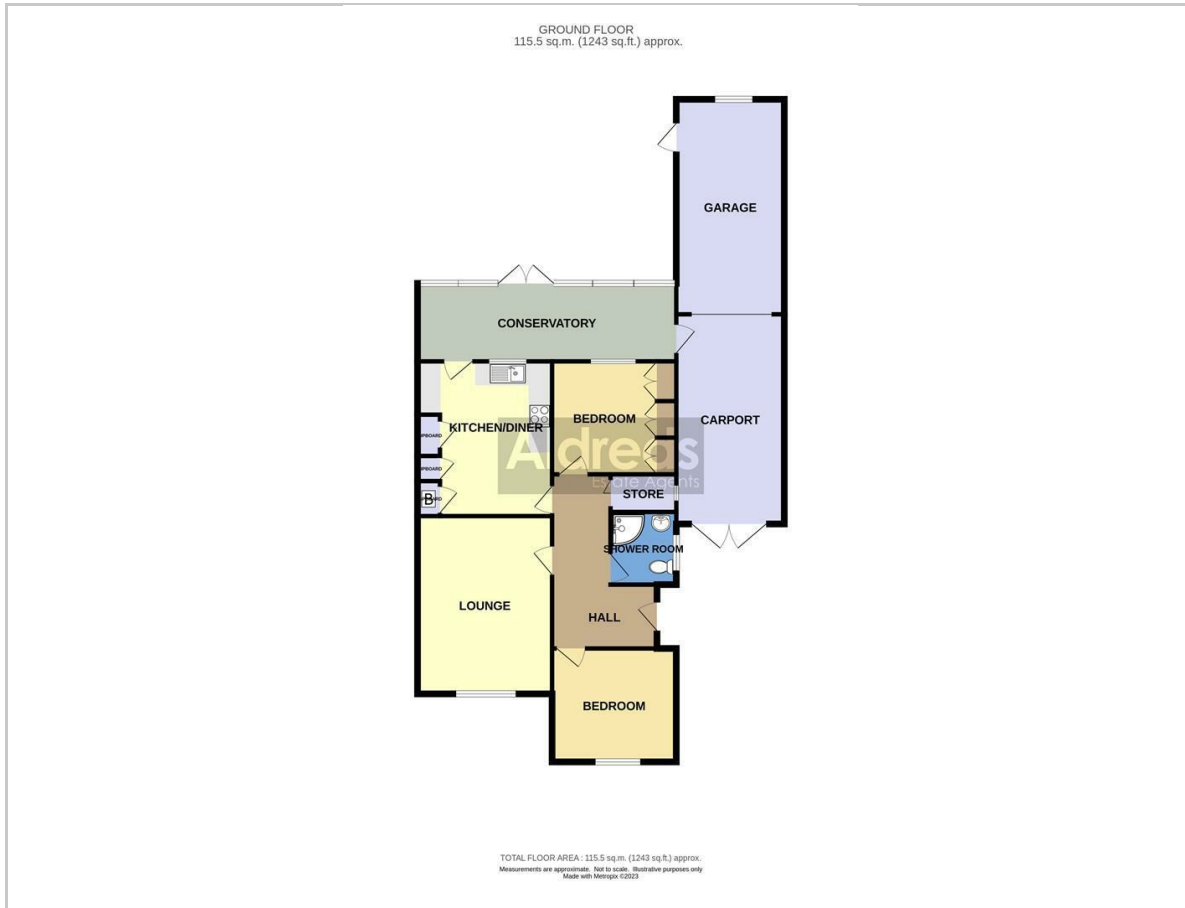 GROUND FLOOR
115.5 sq.m. (1243 sq.ft.) approx.
GARAGE
CONSERVATORY
CARPORT
BEDROOM
KITCHEN/DINER
Aldreds
Estate Agents
B
STORE
SHOWER ROOM
LOUNGE
HALL
BEDROOM
TOTAL FLOOR AREA : 115.5 sq.m. (1243 sq.ft.) approx.
Measurements are approximate. Not to scale. Illustrative purposes only
Made with Metropix ©2023